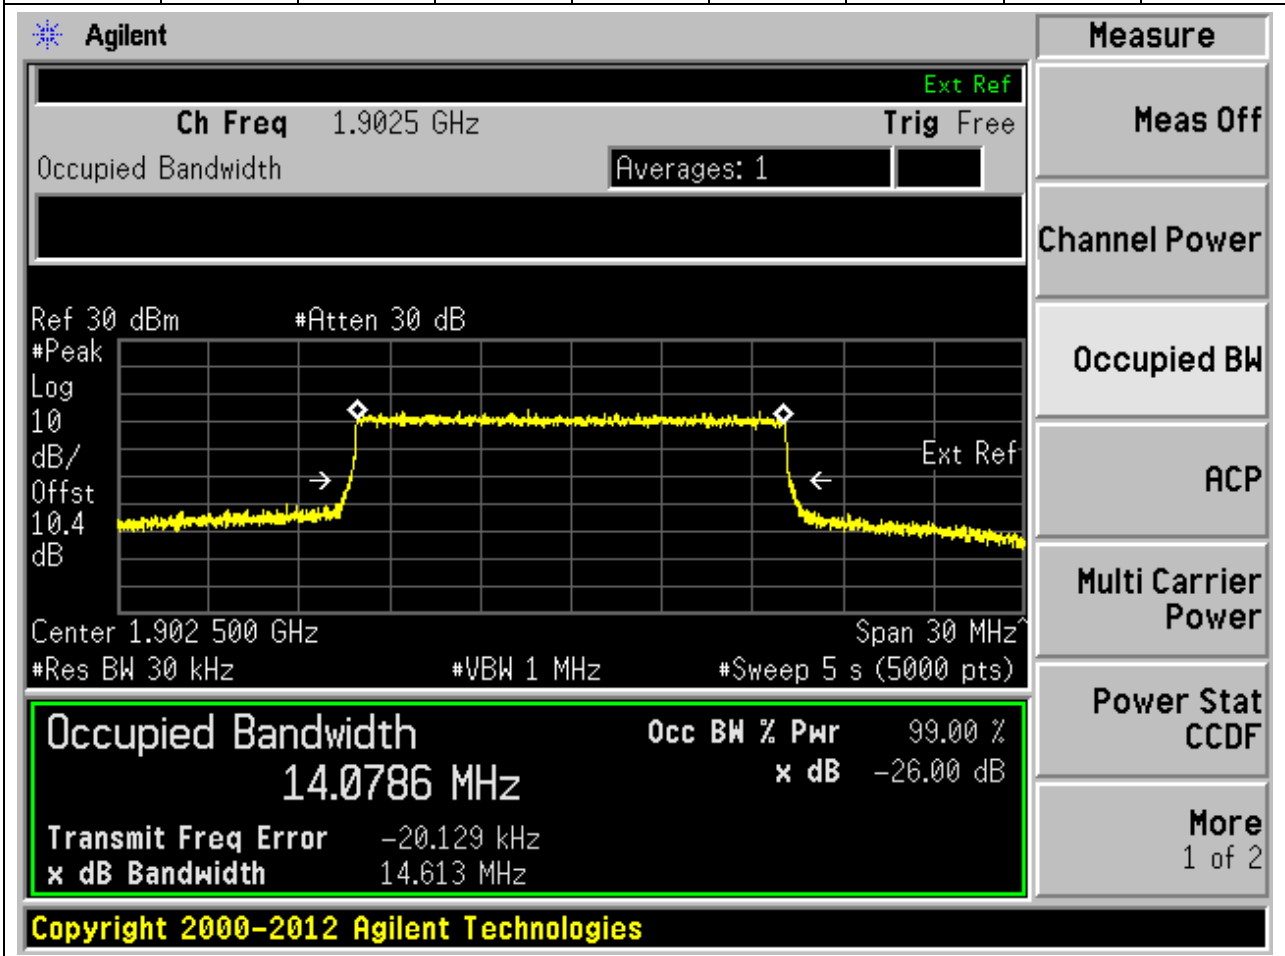 Agilent
Measure
Ext Ref
Ch Freq 1.9025 GHz Trig Free
Meas Off
Occupied Bandwidth Averages: 1
Channel Power
Ref 30 dBm #Atten 30 dB
#Peak
Log
10
dB/
Offst
10.4
dB
Ext Ref
Occupied BW
ACP
Center 1.902 500 GHz Span 30 MHz^
#Res BW 30 kHz #VBW 1 MHz #Sweep 5 s (5000 pts)
Multi Carrier
Power
Occupied Bandwidth Occ BW % Pwr 99.00 %
14.0786 MHz x dB -26.00 dB
Power Stat
CCDF
Transmit Freq Error -20.129 kHz
x dB Bandwidth 14.613 MHz
More
1 of 2
Copyright 2000-2012 Agilent Technologies